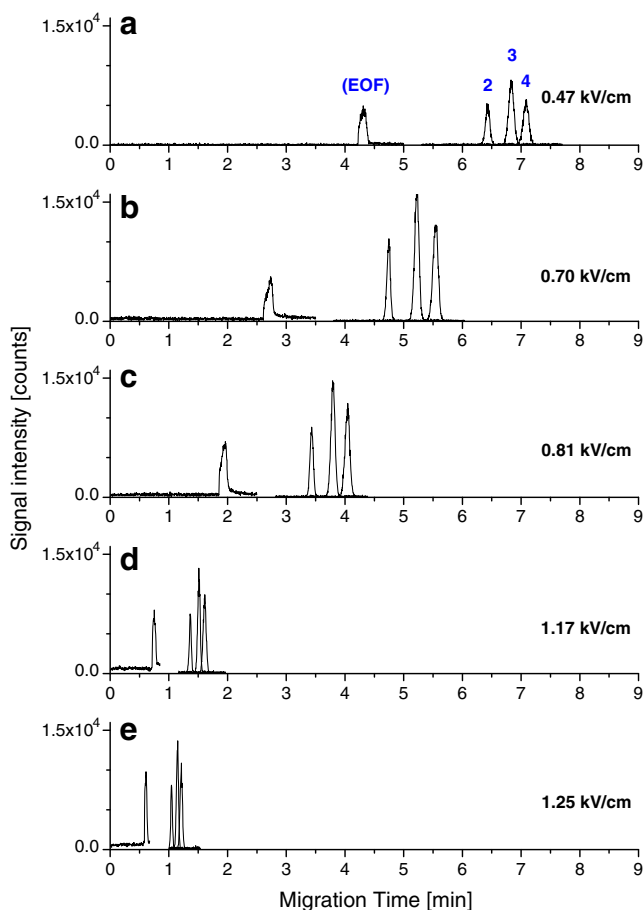 Signal intensity [counts]
a
1.5x10⁴
0.0
(EOF)
2
3
4
0.47 kV/cm
0 1 2 3 4 5 6 7 8 9
b
1.5x10⁴
0.0
0.70 kV/cm
0 1 2 3 4 5 6 7 8 9
c
1.5x10⁴
0.0
0.81 kV/cm
0 1 2 3 4 5 6 7 8 9
d
1.5x10⁴
0.0
1.17 kV/cm
0 1 2 3 4 5 6 7 8 9
e
1.5x10⁴
0.0
1.25 kV/cm
0 1 2 3 4 5 6 7 8 9
Migration Time [min]